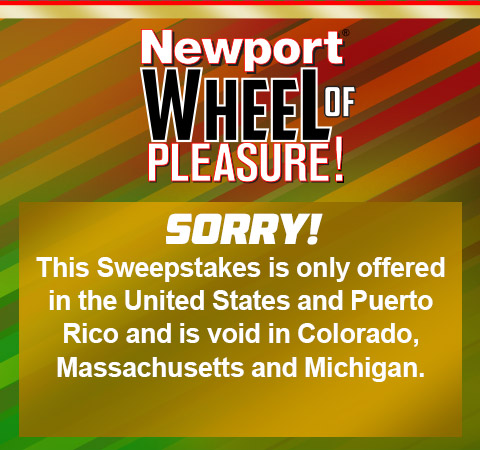 Newport®
WHEEL OF
PLEASURE!
SORRY!
This Sweepstakes is only offered
in the United States and Puerto
Rico and is void in Colorado,
Massachusetts and Michigan.